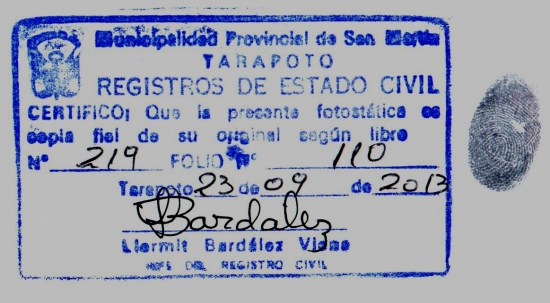 Municipalidad Provincial de San Martín
TARAPOTO
REGISTROS DE ESTADO CIVIL
CERTIFICO: Que la presente fotostática es
copia fiel de su original según libro
N° 219 FOLIO N° 110
Tarapoto 23 de 09 de 2013
Bardalez
Llermit Bardález Viena
JEFE DEL REGISTRO CIVIL